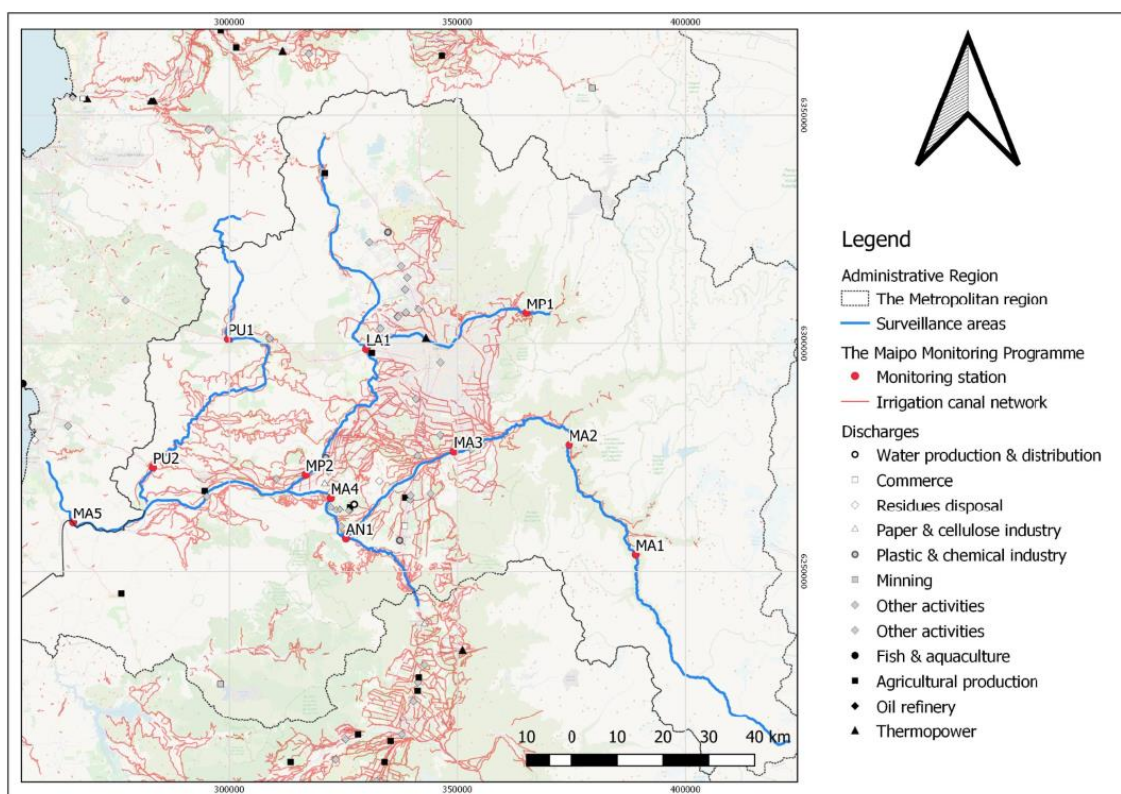 300000
350000
400000
6350000
MP1
PU1
LA1
6300000
MA3
MA2
PU2
MP2
MA4
MA5
AN1
MA1
6250000
10 0 10 20 30 40 km
Legend
Administrative Region
The Metropolitan region
Surveillance areas
The Maipo Monitoring Programme
Monitoring station
Irrigation canal network
Discharges
Water production & distribution
Commerce
Residues disposal
Paper & cellulose industry
Plastic & chemical industry
Minning
Other activities
Other activities
Fish & aquaculture
Agricultural production
Oil refinery
Thermopower
300000
350000
400000